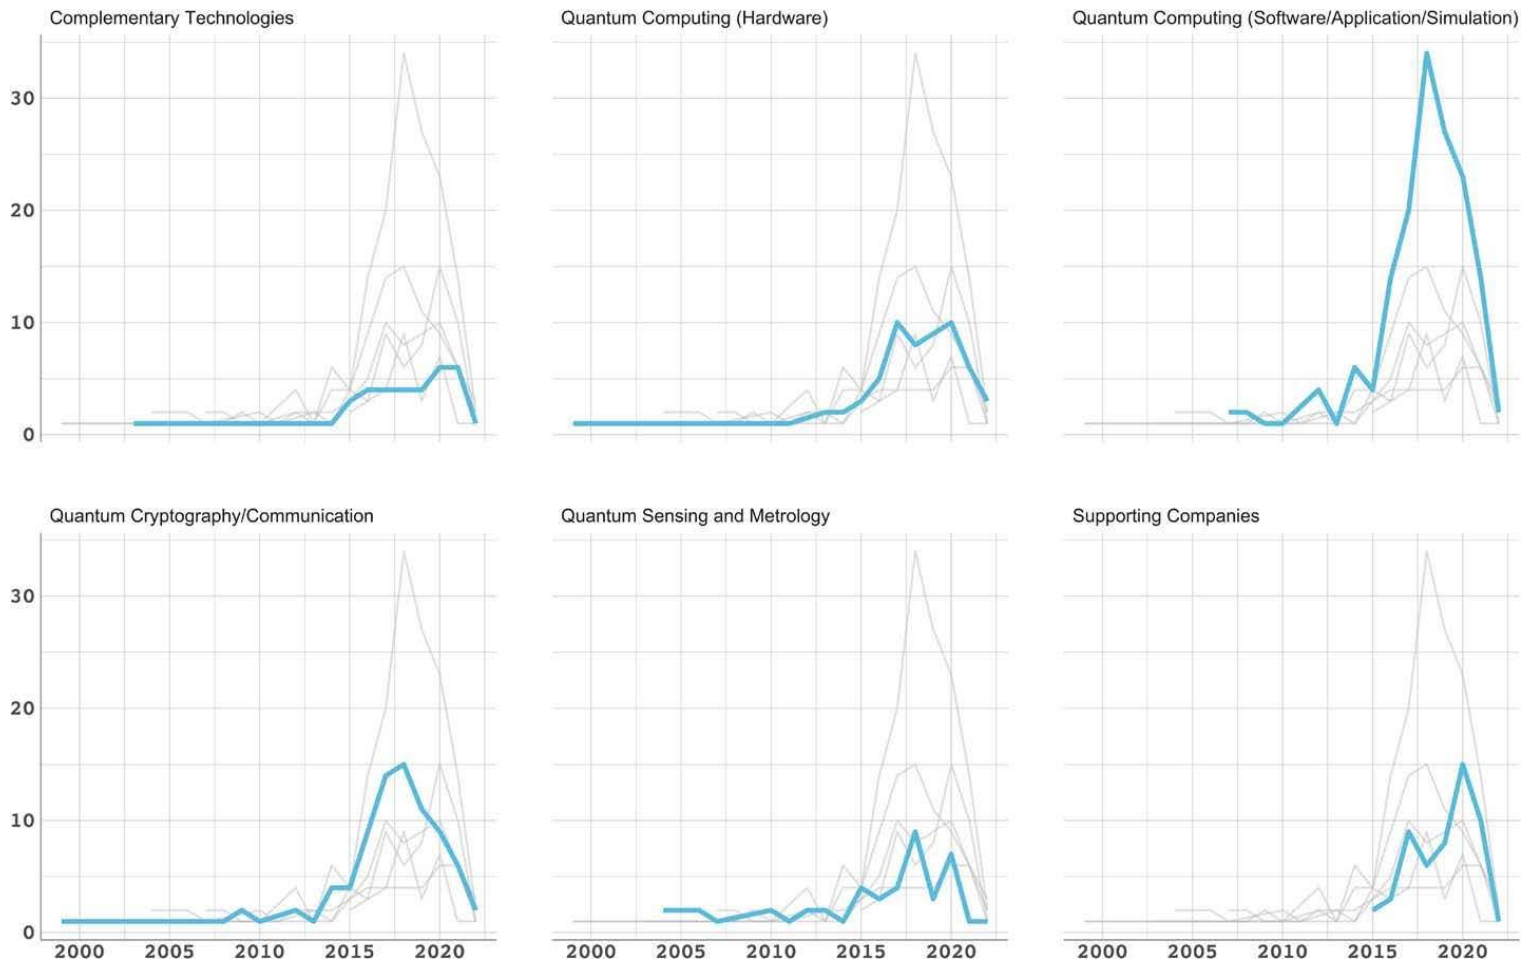 Complementary Technologies
Quantum Computing (Hardware)
Quantum Computing (Software/Application/Simulation)
30
20
10
0
Quantum Cryptography/Communication
Quantum Sensing and Metrology
Supporting Companies
30
20
10
0
2000 2005 2010 2015 2020
2000 2005 2010 2015 2020
2000 2005 2010 2015 2020